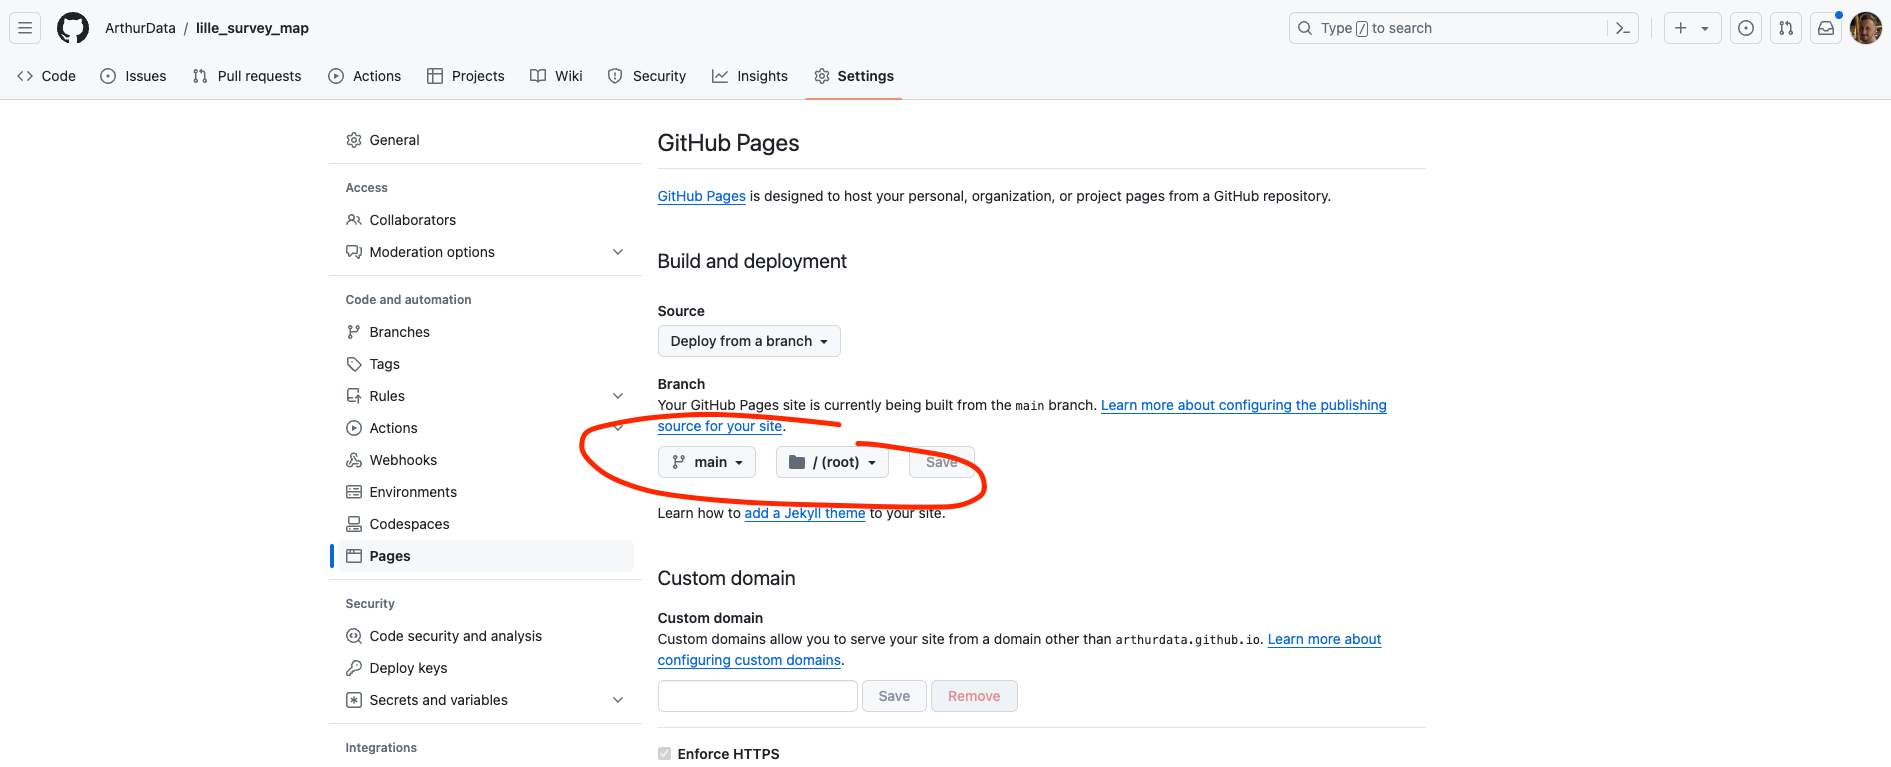 ArthurData / lille_survey_map
Type / to search
Code Issues Pull requests Actions Projects Wiki Security Insights Settings
General
Access
Collaborators
Moderation options
Code and automation
Branches
Tags
Rules
Actions
Webhooks
Environments
Codespaces
Pages
Security
Code security and analysis
Deploy keys
Secrets and variables
Integrations
GitHub Pages
GitHub Pages is designed to host your personal, organization, or project pages from a GitHub repository.
Build and deployment
Source
Deploy from a branch
Branch
Your GitHub Pages site is currently being built from the main branch. Learn more about configuring the publishing
source for your site.
main / (root) Save
Learn how to add a Jekyll theme to your site.
Custom domain
Custom domain
Custom domains allow you to serve your site from a domain other than arthurdata.github.io. Learn more about
configuring custom domains.
Save Remove
Enforce HTTPS